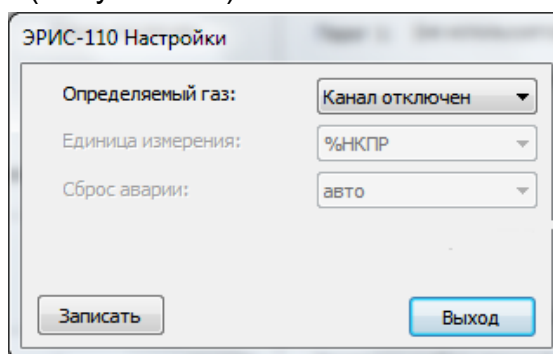 ЭРИС-110 Настройки
Определяемый газ: Канал отключен
Единица измерения: %НКПР
Сброс аварии: авто
Записать Выход